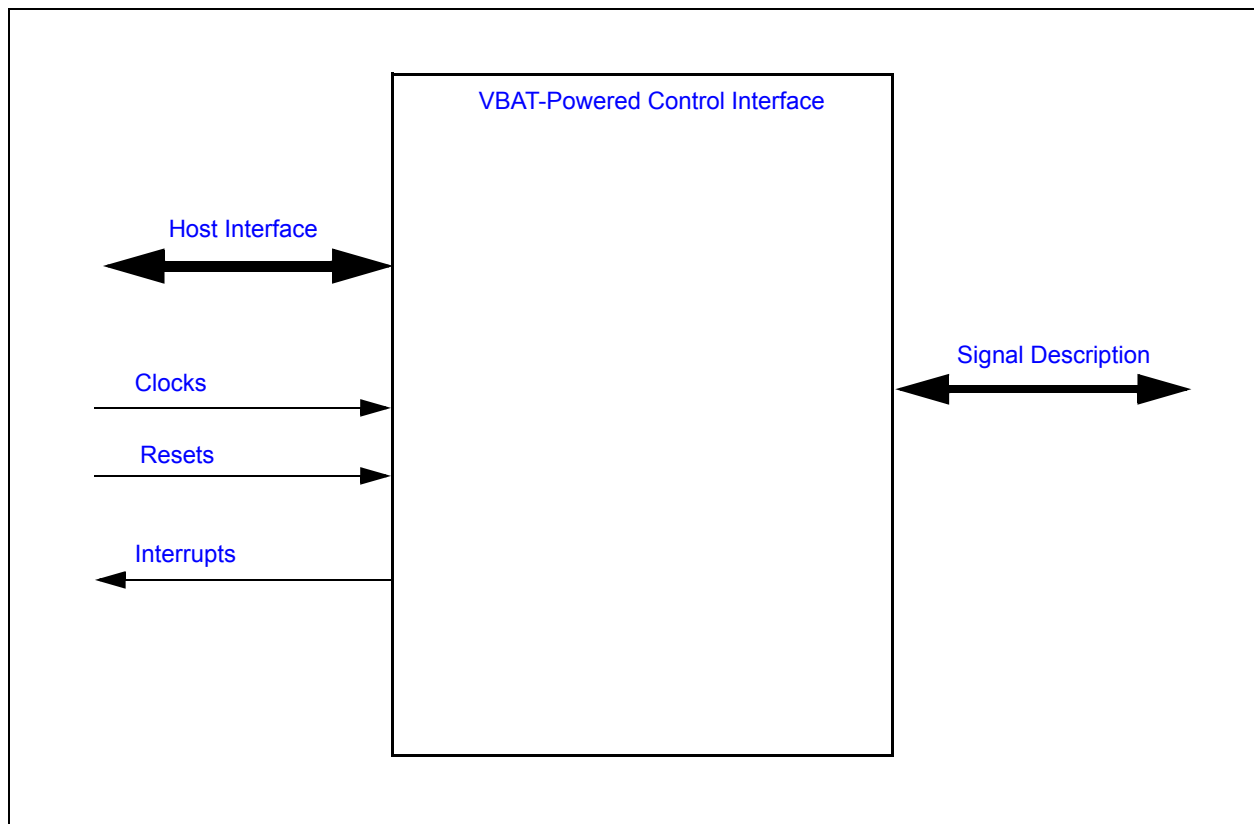 VBAT-Powered Control Interface
Host Interface
Signal Description
Clocks
Resets
Interrupts